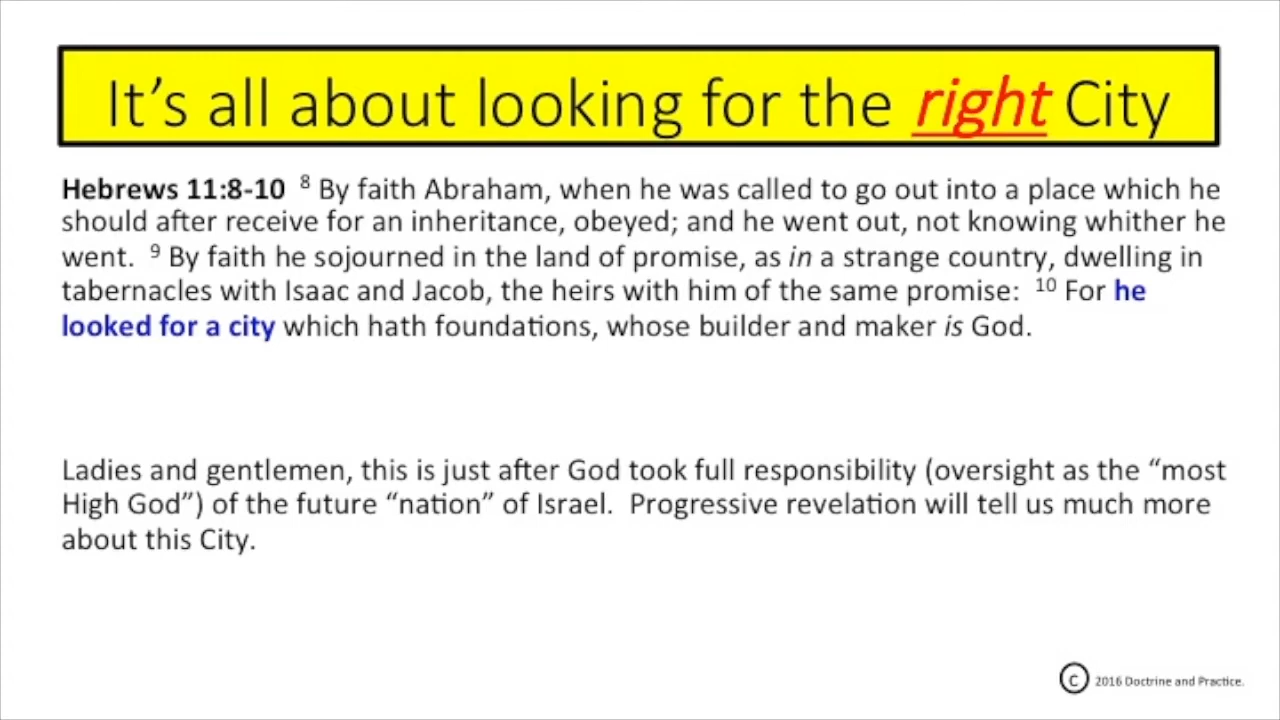 It’s all about looking for the right City
Hebrews 11:8-10 ⁸ By faith Abraham, when he was called to go out into a place which he
should after receive for an inheritance, obeyed; and he went out, not knowing whither he
went. ⁹ By faith he sojourned in the land of promise, as in a strange country, dwelling in
tabernacles with Isaac and Jacob, the heirs with him of the same promise: ¹⁰ For he
looked for a city which hath foundations, whose builder and maker is God.
Ladies and gentlemen, this is just after God took full responsibility (oversight as the “most
High God”) of the future “nation” of Israel. Progressive revelation will tell us much more
about this City.
© 2016 Doctrine and Practice.